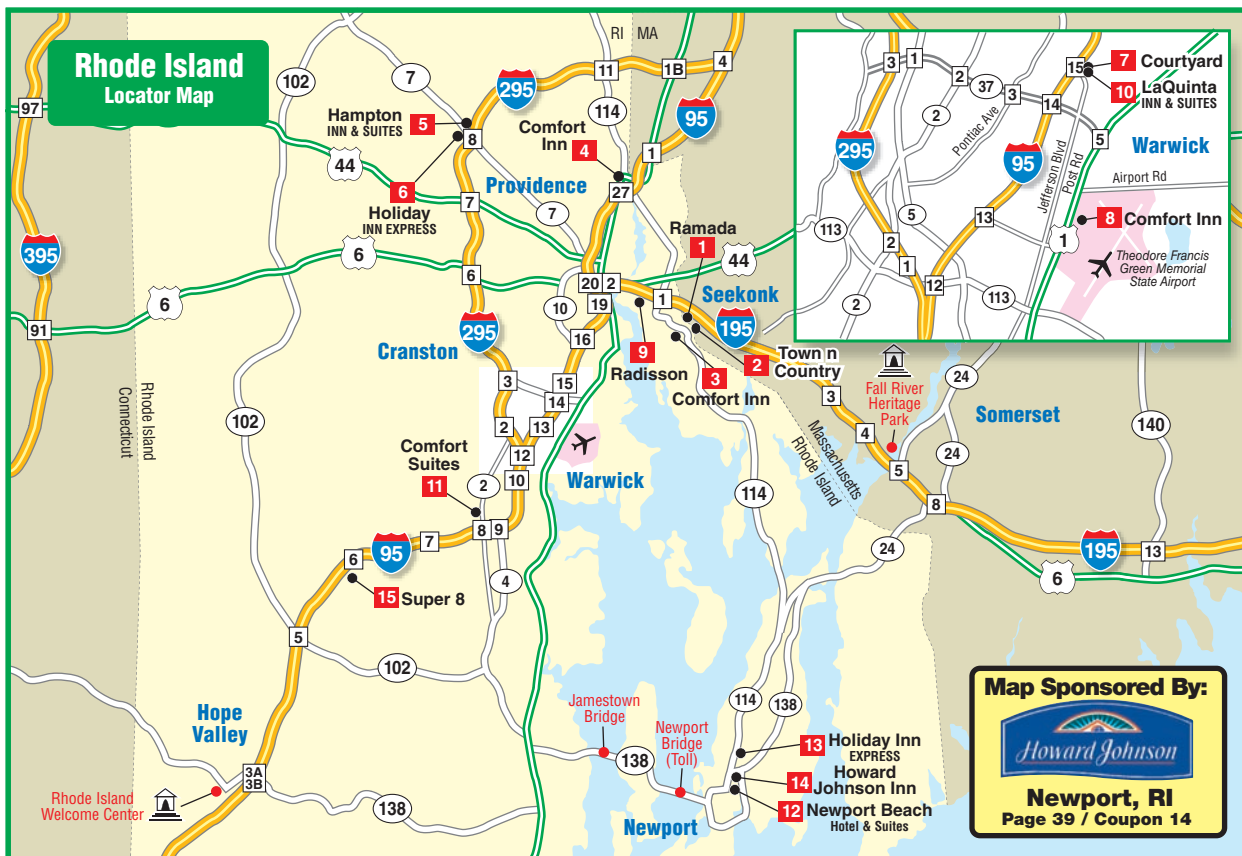 Rhode Island
Locator Map
RI
MA
102
7
11
4
1B
295
114
95
97
Hampton
INN & SUITES
5
8
Comfort
Inn
4
1
44
6
Holiday
INN EXPRESS
Providence
27
7
7
395
6
6
Ramada
1
44
6
20
2
1
Seekonk
91
295
10
19
195
Cranston
16
9
Radisson
3
Comfort Inn
2
Town n
Country
Fall River
Heritage
Park
24
Somerset
3
Rhode Island
Connecticut
3
15
14
102
2
13
12
4
Massachusetts
Rhode Island
140
Comfort
Suites
11
2
10
Warwick
5
24
114
8
8
9
7
95
6
15
Super 8
4
24
195
13
6
5
102
Hope
Valley
Jamestown
Bridge
Newport
Bridge
(Toll)
114
138
138
13
Holiday Inn
EXPRESS
14
Howard
Johnson Inn
12
Newport Beach
Hotel & Suites
Newport
3A
3B
Rhode Island
Welcome Center
138
3
1
2
37
3
15
7
Courtyard
10
LaQuinta
INN & SUITES
14
2
Pontiac Ave
5
295
95
Jefferson Blvd
Post Rd
Warwick
Airport Rd
5
13
8
Comfort Inn
113
2
1
1
Theodore Francis
Green Memorial
State Airport
12
113
2
Map Sponsored By:
Howard Johnson
Newport, RI
Page 39 / Coupon 14